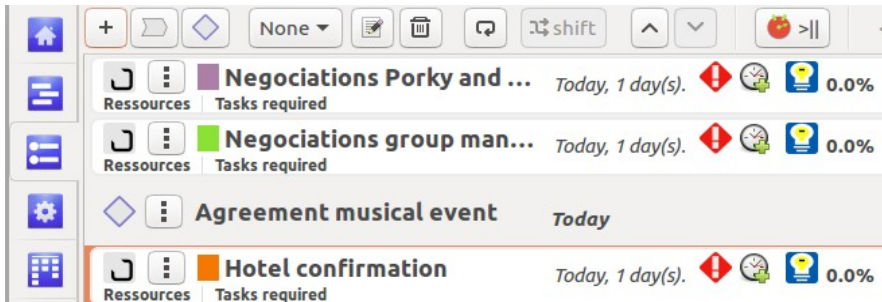 None shift >||
Negociations Porky and ... Today, 1 day(s). 0.0%
Ressources Tasks required
Negociations group man... Today, 1 day(s). 0.0%
Ressources Tasks required
Agreement musical event Today
Hotel confirmation Today, 1 day(s). 0.0%
Ressources Tasks required